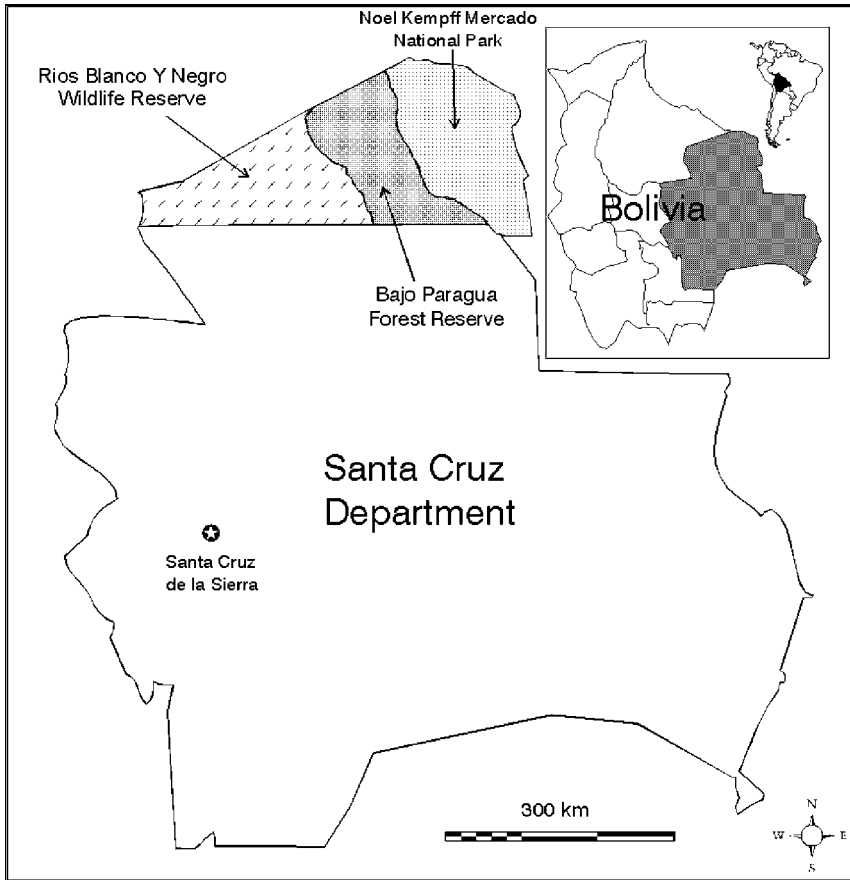 Noel Kempff Mercado
National Park
Rios Blanco Y Negro
Wildlife Reserve
Bolivia
Bajo Paragua
Forest Reserve
Santa Cruz
Department
Santa Cruz
de la Sierra
300 km
N
W
E
S